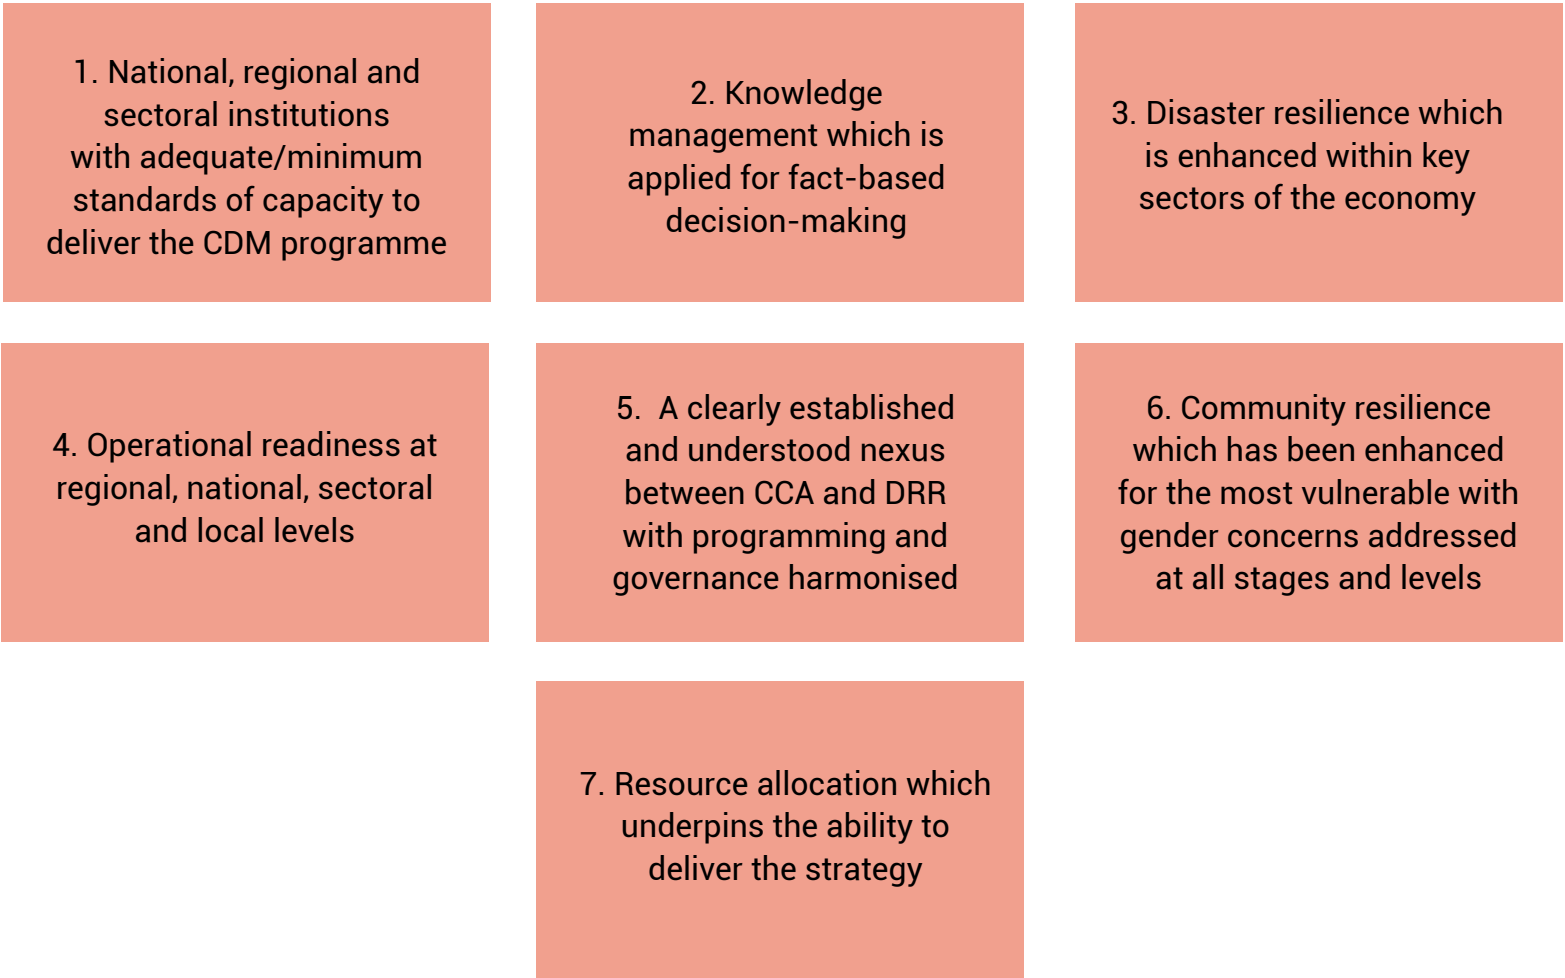 1. National, regional and
sectoral institutions
with adequate/minimum
standards of capacity to
deliver the CDM programme
2. Knowledge
management which is
applied for fact-based
decision-making
3. Disaster resilience which
is enhanced within key
sectors of the economy
4. Operational readiness at
regional, national, sectoral
and local levels
5.  A clearly established
and understood nexus
between CCA and DRR
with programming and
governance harmonised
6. Community resilience
which has been enhanced
for the most vulnerable with
gender concerns addressed
at all stages and levels
7. Resource allocation which
underpins the ability to
deliver the strategy